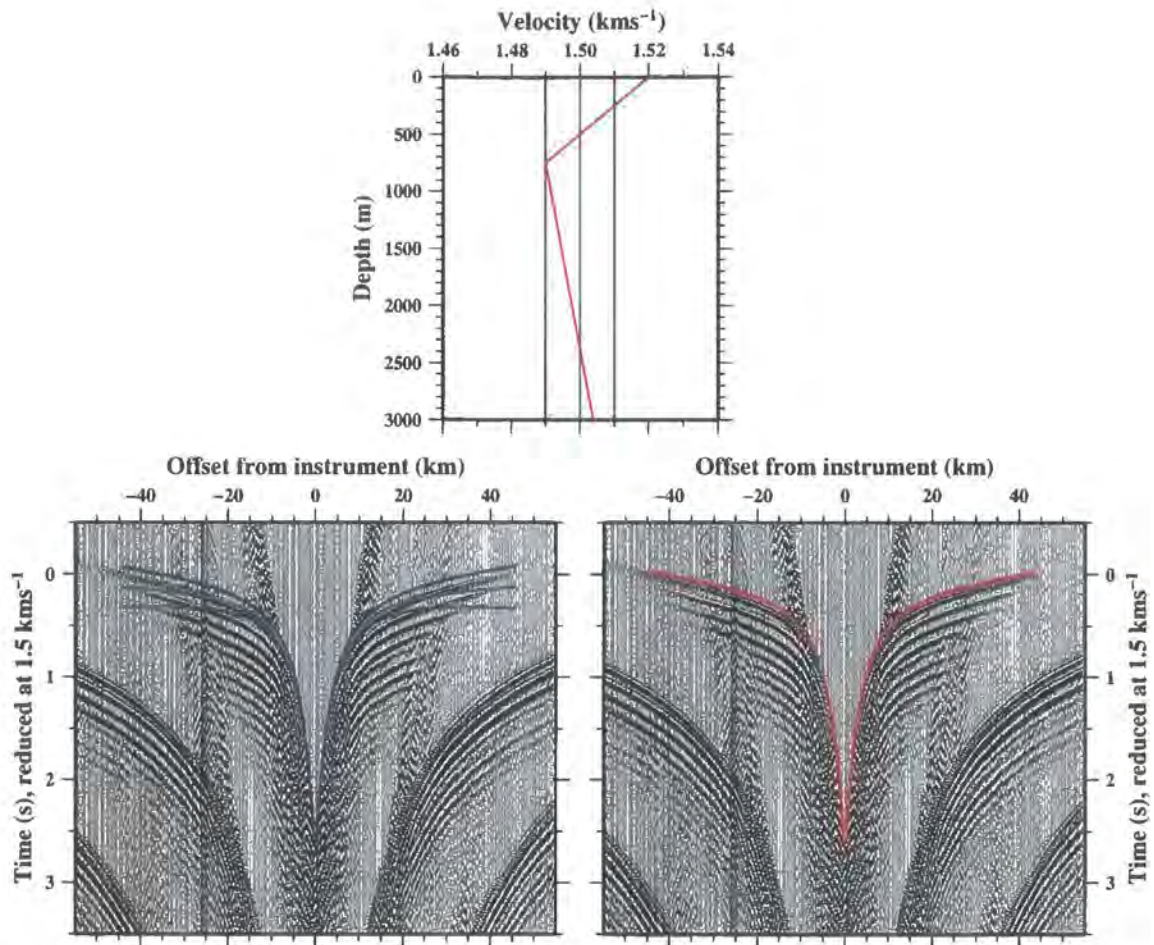 Velocity (kms⁻¹)
1.46 1.48 1.50 1.52 1.54
0
500
1000
1500
2000
2500
3000
Depth (m)
Offset from instrument (km)
−40 −20 0 20 40
0
1
2
3
Time (s), reduced at 1.5 kms⁻¹
Offset from instrument (km)
−40 −20 0 20 40
0
1
2
3
Time (s), reduced at 1.5 kms⁻¹